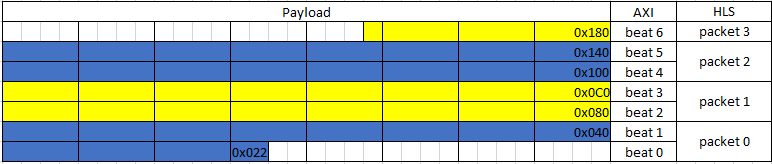 Payload AXI HLS
0x180 beat 6 packet 3
0x140 beat 5 packet 2
0x100 beat 4
0x0C0 beat 3 packet 1
0x080 beat 2
0x040 beat 1 packet 0
0x022 beat 0